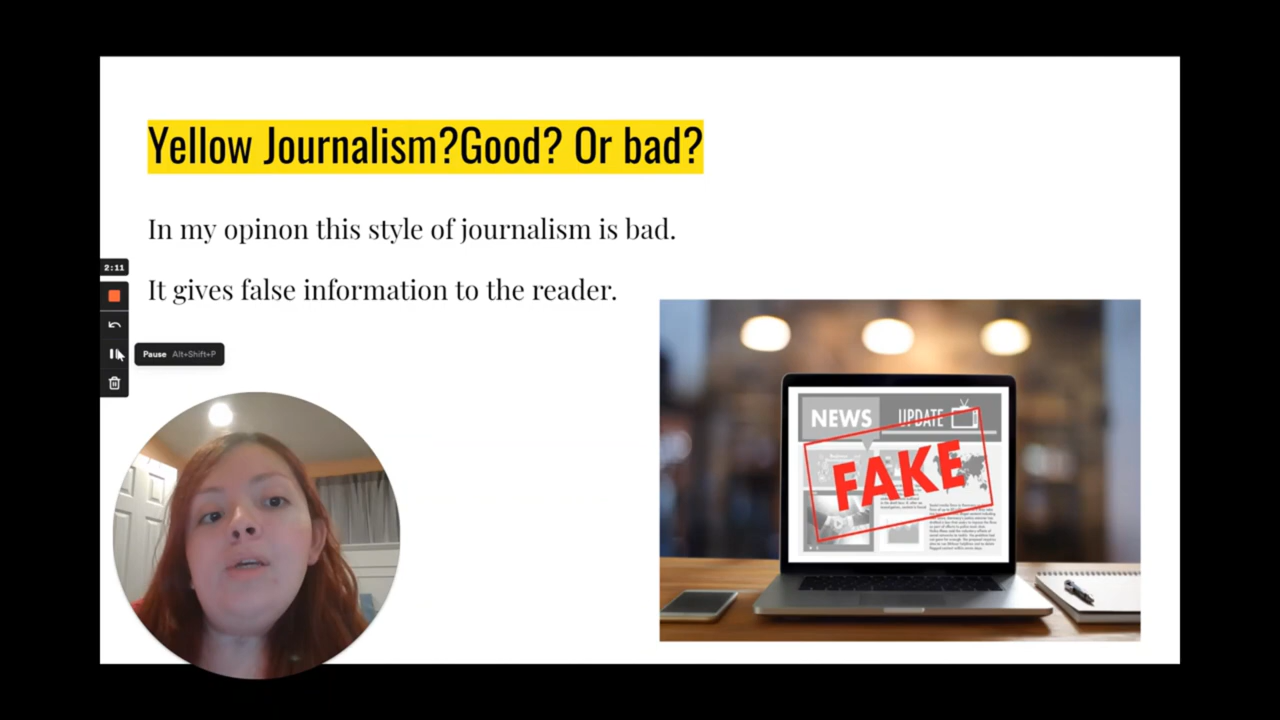 Yellow Journalism?Good? Or bad?
In my opinon this style of journalism is bad.
It gives false information to the reader.
2:11
Pause Alt+Shift+P
NEWS UPDATE
FAKE